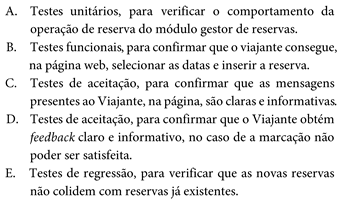 A. Testes unitários, para verificar o comportamento da
operação de reserva do módulo gestor de reservas.
B. Testes funcionais, para confirmar que o viajante consegue,
na página web, selecionar as datas e inserir a reserva.
C. Testes de aceitação, para confirmar que as mensagens
presentes ao Viajante, na página, são claras e informativas.
D. Testes de aceitação, para confirmar que o Viajante obtém
feedback claro e informativo, no caso de a marcação não
poder ser satisfeita.
E. Testes de regressão, para verificar que as novas reservas
não colidem com reservas já existentes.